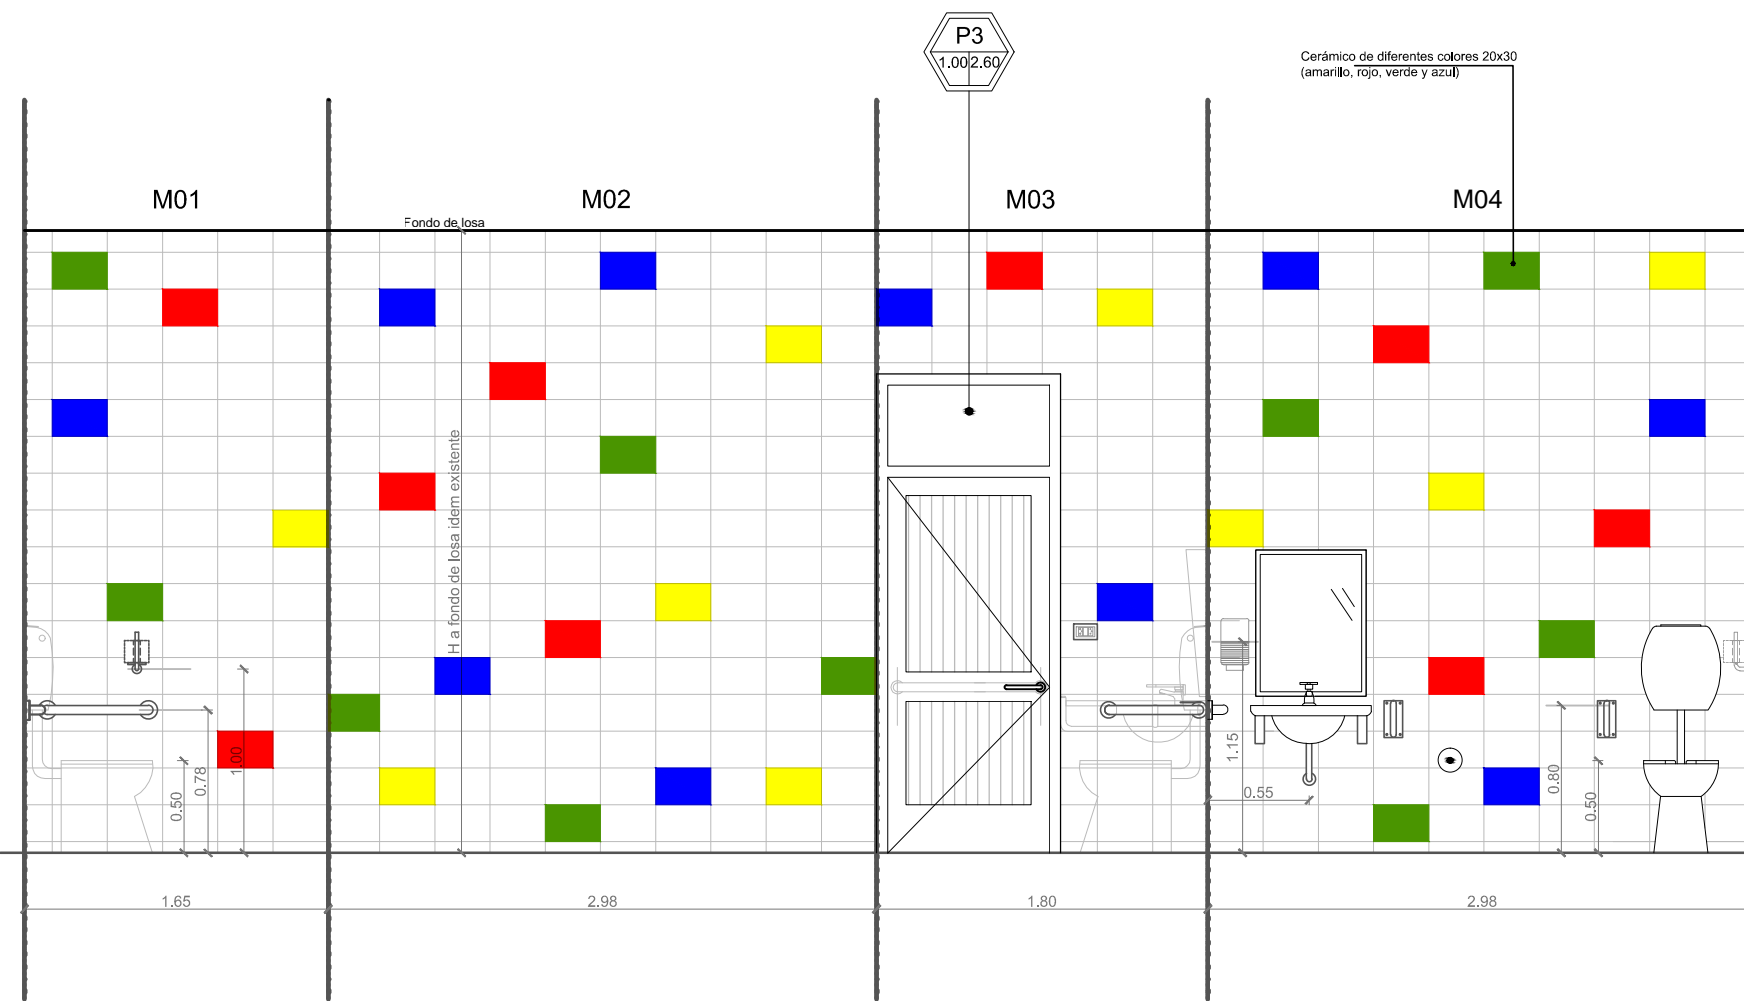 P3
1.00 2.60
Cerámico de diferentes colores 20x30
(amarillo, rojo, verde y azul)
M01
M02
M03
M04
Fondo de losa
H a fondo de losa idem existente
0.50
0.78
1.00
1.15
0.55
0.80
0.50
1.65
2.98
1.80
2.98